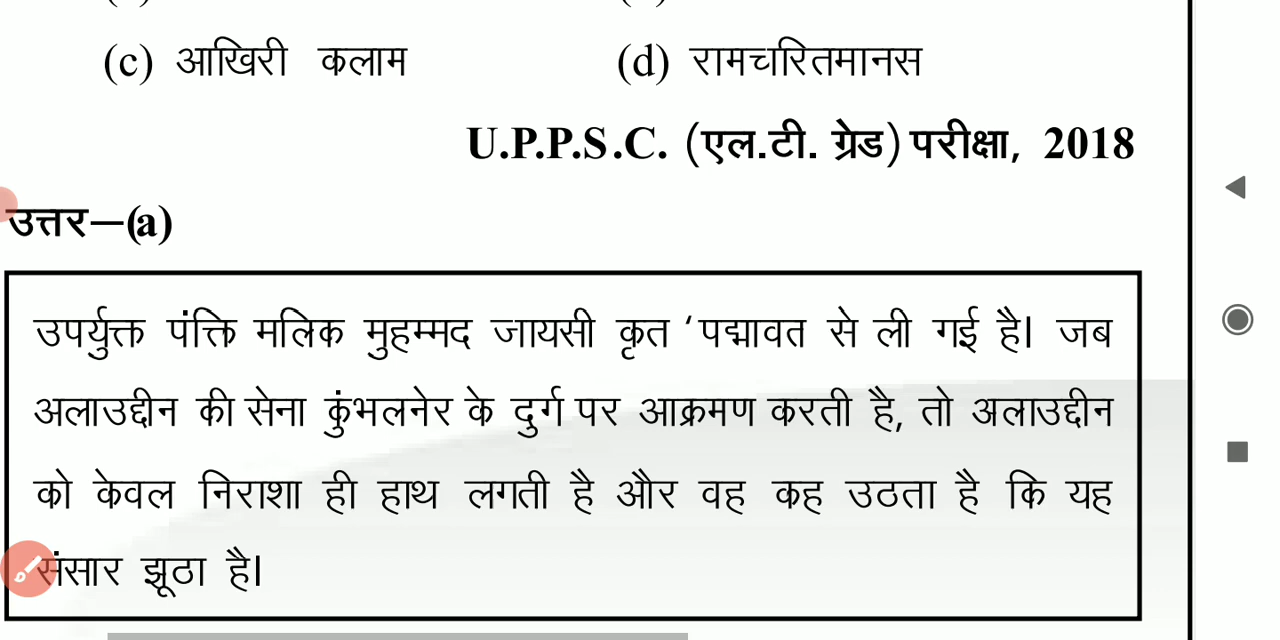 (c) आखिरी कलाम (d) रामचरितमानस
U.P.P.S.C. (एल.टी. ग्रेड) परीक्षा, 2018
उत्तर—(a)
उपर्युक्त पंक्ति मलिक मुहम्मद जायसी कृत ‘पद्मावत से ली गई है। जब
अलाउद्दीन की सेना कुंभलनेर के दुर्ग पर आक्रमण करती है, तो अलाउद्दीन
को केवल निराशा ही हाथ लगती है और वह कह उठता है कि यह
संसार झूठा है।